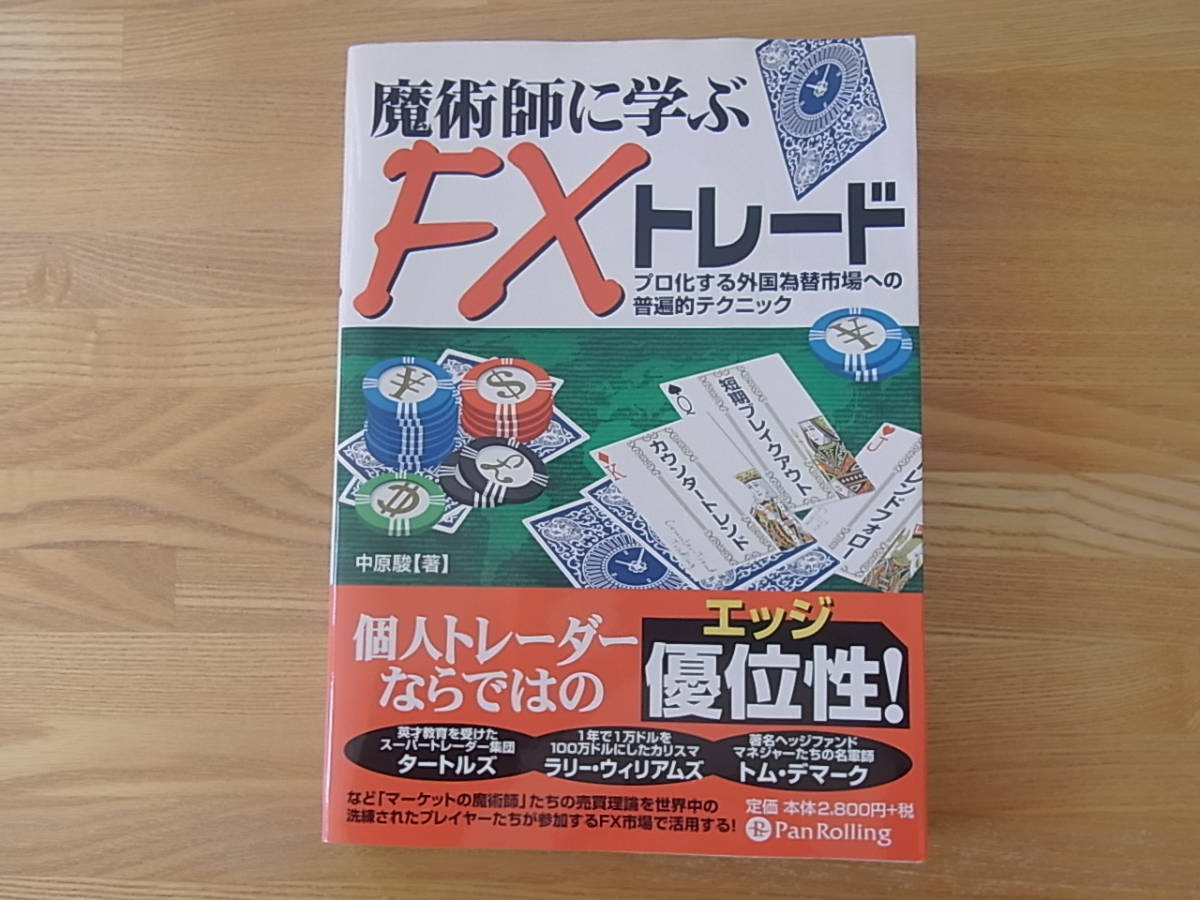 魔術師に学ぶ
FXトレード
プロ化する外国為替市場への
普遍的テクニック
¥
¥
$
£
Q
短期ブレイクアウト
K
カウンタートレンド
J
レンドフォロー
中原駿【著】
個人トレーダー
ならではの
エッジ
優位性!
英才教育を受けた
スーパートレーダー集団
タートルズ
1年で1万ドルを
100万ドルにしたカリスマ
ラリー・ウィリアムズ
著名ヘッジファンド
マネジャーたちの名軍師
トム・デマーク
など「マーケットの魔術師」たちの売買理論を世界中の
洗練されたプレイヤーたちが参加するFX市場で活用する!
定価 本体2,800円+税
PanRolling